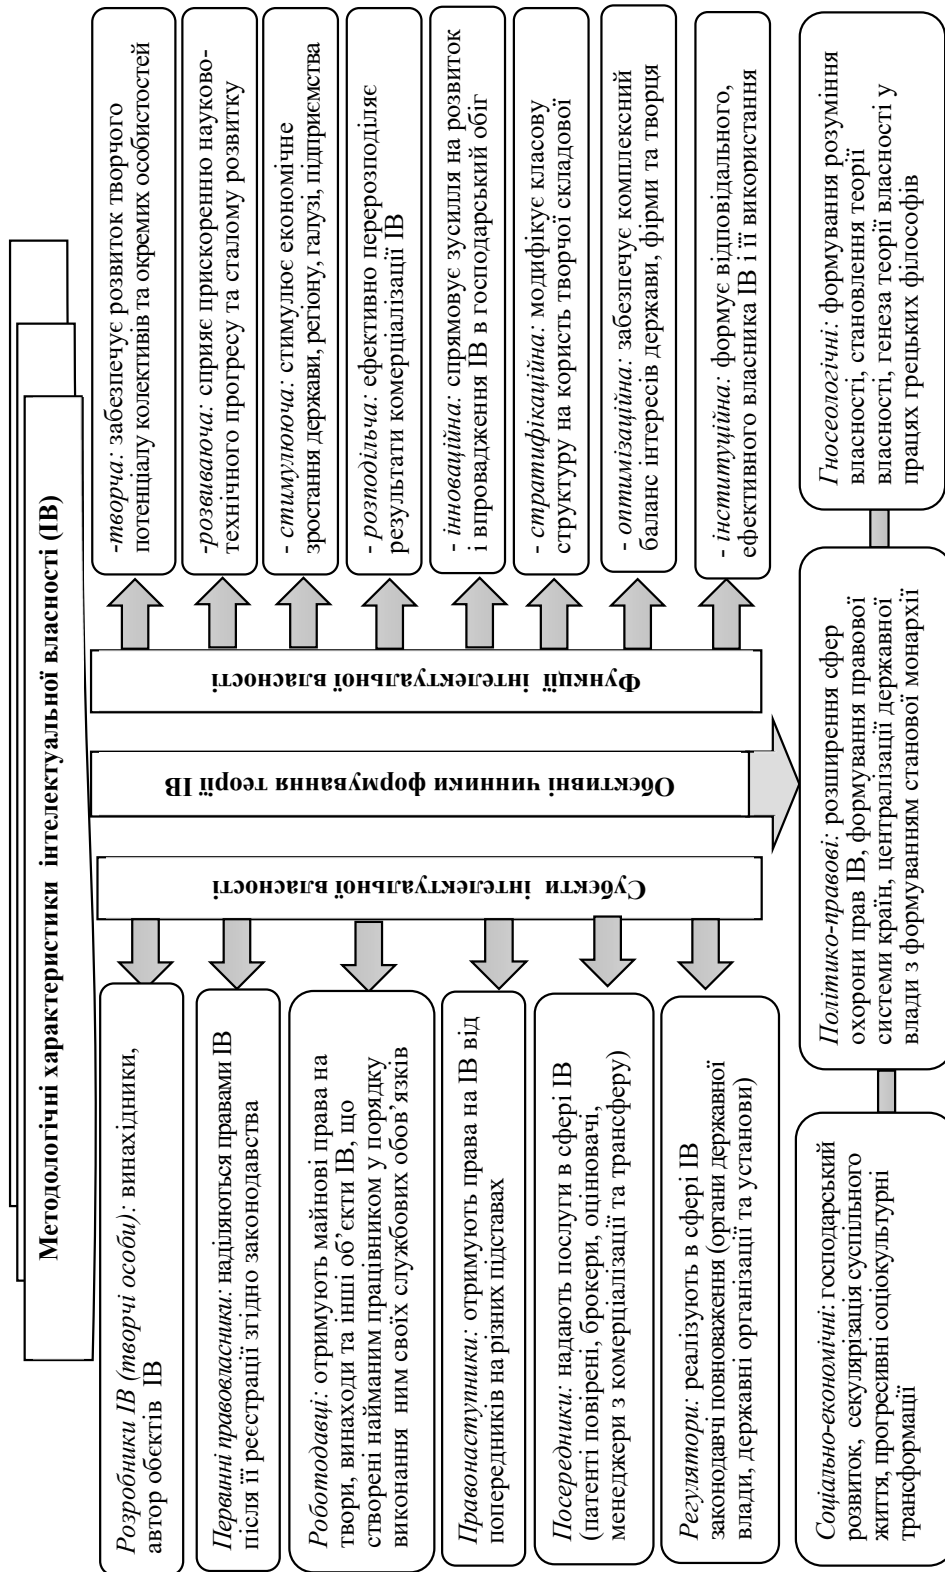 Методологічні характеристики інтелектуальної власності (ІВ)
Суб​єкти інтелектуальної власності
Розробники ІВ (творчі особи): винахідники,
автор обєктів ІВ
Первинні правовласники: наділяються правами ІВ
після її реєстрації згідно законодавства
Роботодавці: отримують майнові права на
твори, винаходи та інші об’єкти ІВ, що
створені найманим працівником у порядку
виконання ним своїх службових обов’язків
Правонаступники: отримують права на ІВ від
попередників на різних підставах
Посередники: надають послуги в сфері ІВ
(патенті повірені, брокери, оцінювачі,
менеджери з комерціалізації та трансферу)
Регулятори: реалізують в сфері ІВ
законодавчі повноваження (органи державної
влади, державні організації та установи)
Обєктивні чинники формування теорії ІВ
Функції інтелектуальної власності
-творча: забезпечує розвиток творчого
потенціалу колективів та окремих особистостей
-розвиваюча: сприяє прискоренню науково-
технічного прогресу та сталому розвитку
- стимулююча: стимулює економічне
зростання держави, регіону, галузі, підприємства
- розподільча: ефективно перерозподіляє
результати комерціалізації ІВ
- інноваційна: спрямовує зусилля на розвиток
і впровадження ІВ в господарський обіг
- стратифікаційна: модифікує класову
структуру на користь творчої складової
- оптимізаційна: забезпечує комплексний
баланс інтересів держави, фірми та творця
- інституційна: формує відповідального,
ефективного власника ІВ і її використання
Соціально-економічні: господарський
розвиток, секуляризація суспільного
життя, прогресивні соціокультурні
трансформації
Політико-правові: розширення сфер
охорони прав ІВ, формування правової
системи країн, централізації державної
влади з формуванням станової монархії
Гносеологічні: формування розуміння
власності, становлення теорії
власності, генеза теорії власності у
працях грецьких філософів